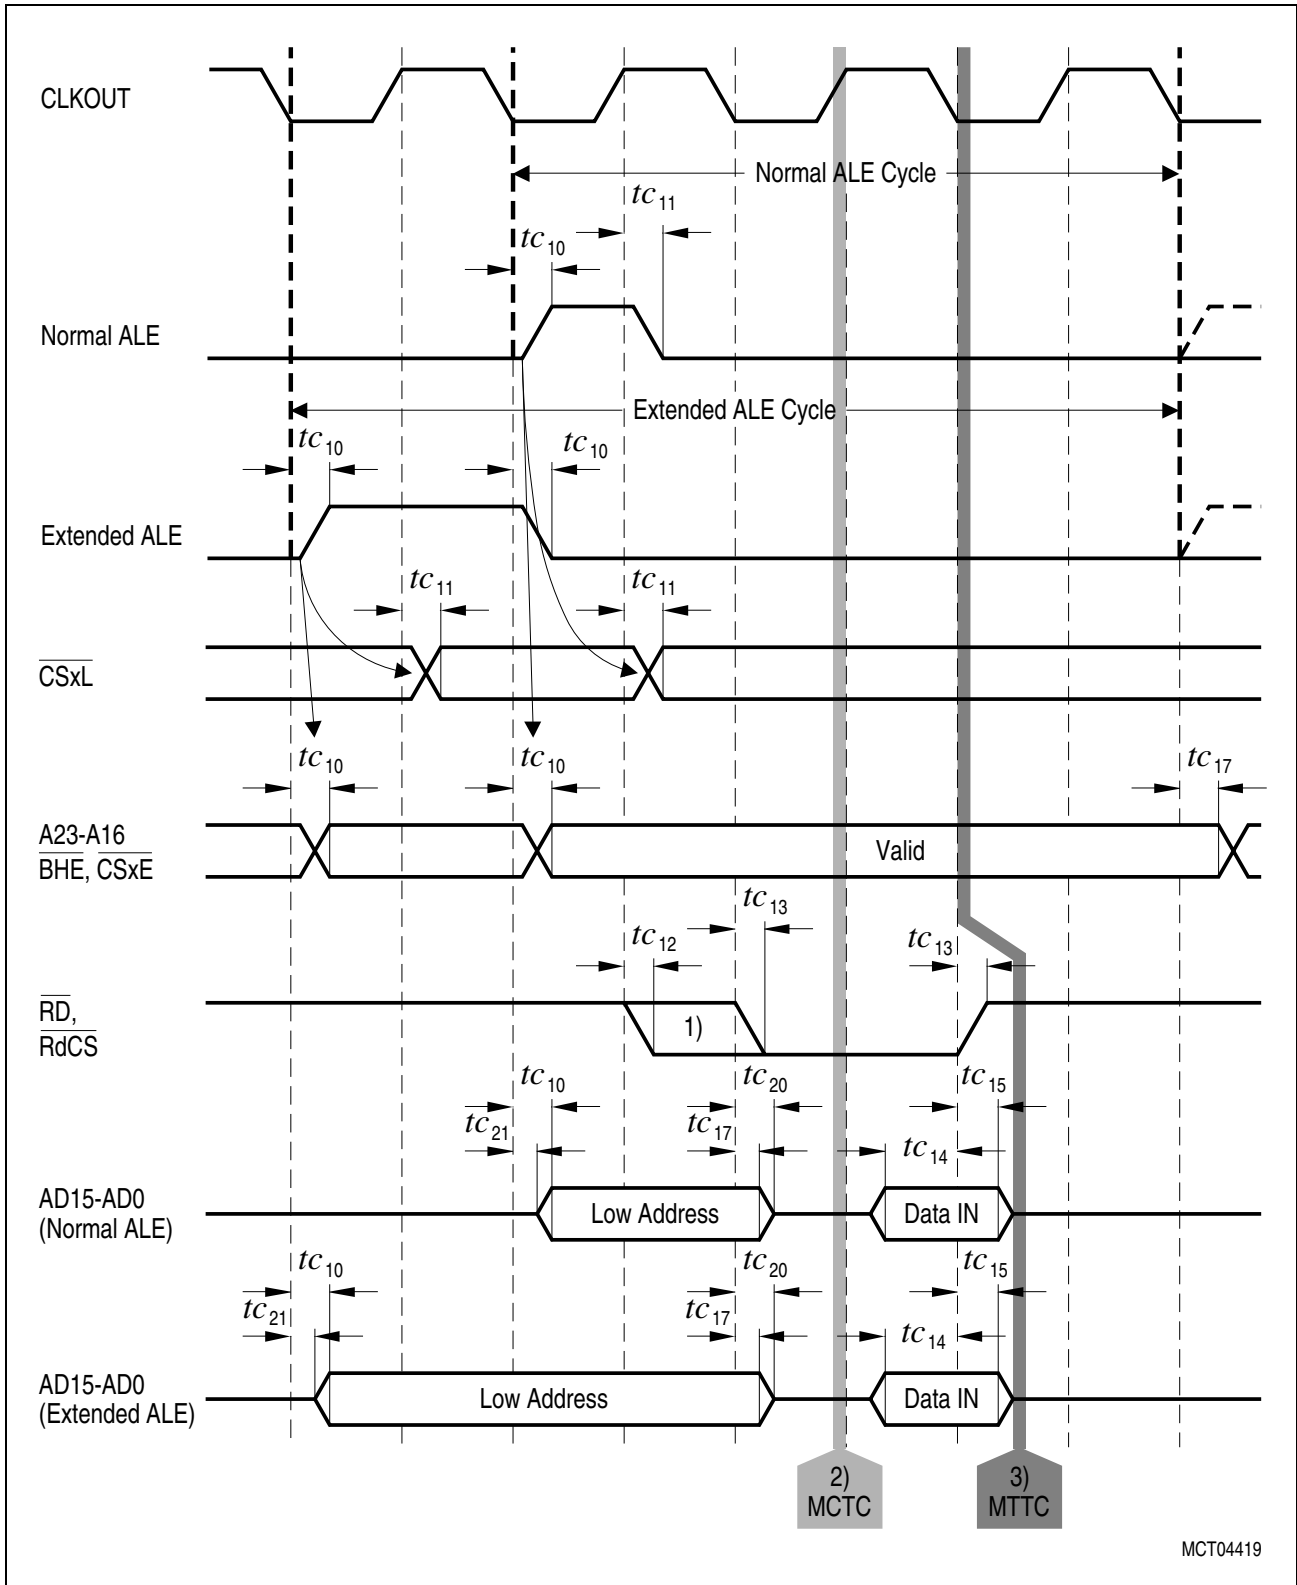 CLKOUT
Normal ALE Cycle
tc11
tc10
Normal ALE
Extended ALE Cycle
tc10
tc10
Extended ALE
tc11
tc11
CSxL
tc10
tc10
tc17
A23-A16
BHE, CSxE
Valid
tc13
tc12
tc13
RD,
RdCS
1)
tc10
tc20
tc15
tc21
tc17
tc14
AD15-AD0
(Normal ALE)
Low Address
Data IN
tc10
tc20
tc15
tc21
tc17
tc14
AD15-AD0
(Extended ALE)
Low Address
Data IN
2)
MCTC
3)
MTTC
MCT04419